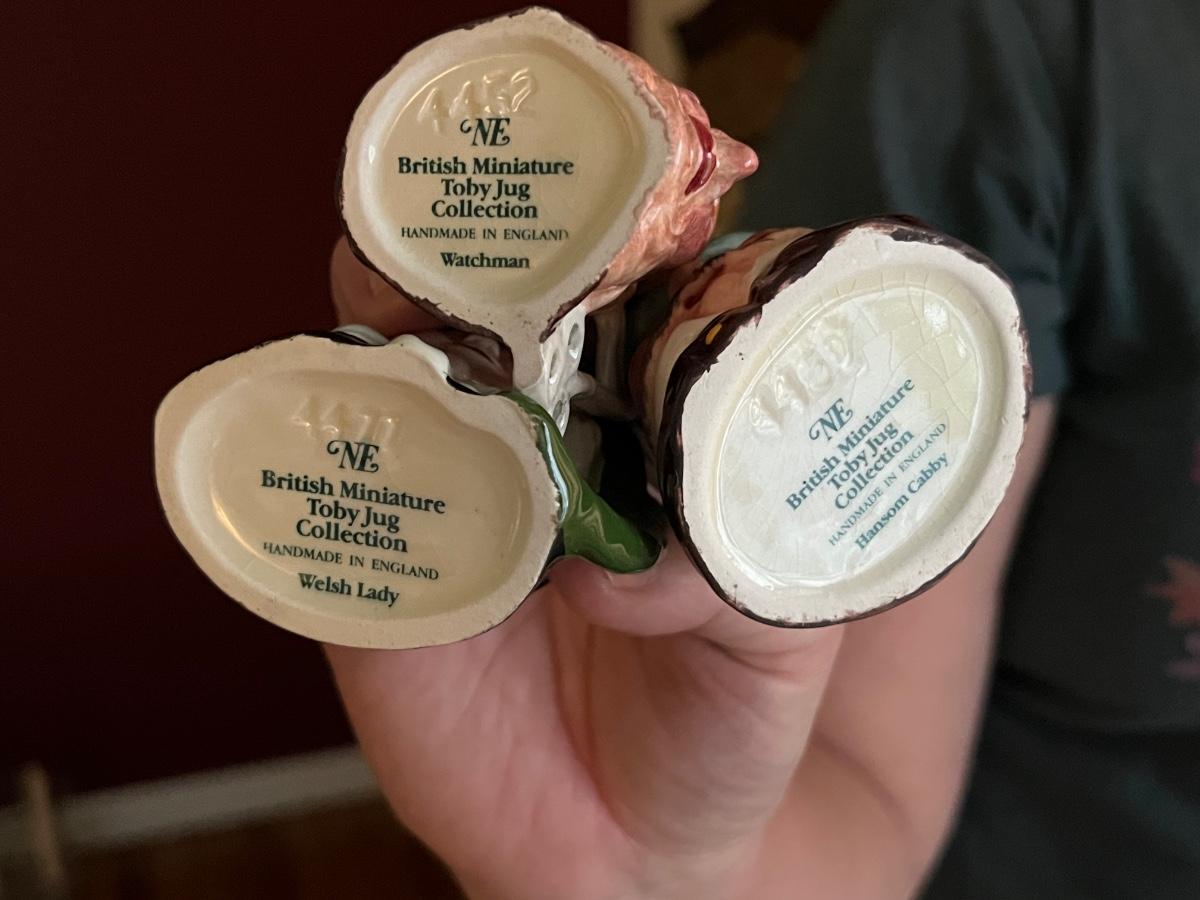 4452
NE
British Miniature
Toby Jug
Collection
HANDMADE IN ENGLAND
Watchman
NE
British Miniature
Toby Jug
Collection
HANDMADE IN ENGLAND
Welsh Lady
NE
British Miniature
Toby Jug
Collection
HANDMADE IN ENGLAND
Hansom Cabby